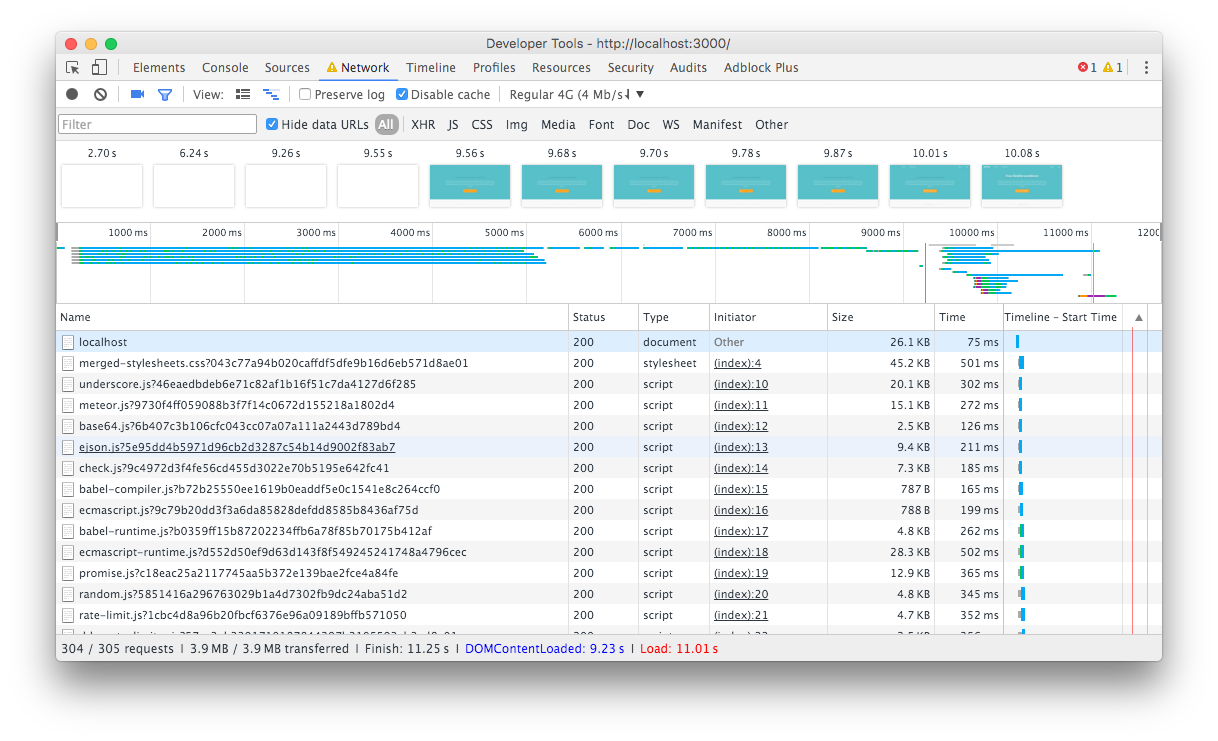 Developer Tools - http://localhost:3000/
Elements Console Sources Network Timeline Profiles Resources Security Audits Adblock Plus 1 1
View: Preserve log Disable cache Regular 4G (4 Mb/s
Filter Hide data URLs All XHR JS CSS Img Media Font Doc WS Manifest Other
2.70 s 6.24 s 9.26 s 9.55 s 9.56 s 9.68 s 9.70 s 9.78 s 9.87 s 10.01 s 10.08 s
1000 ms 2000 ms 3000 ms 4000 ms 5000 ms 6000 ms 7000 ms 8000 ms 9000 ms 10000 ms 11000 ms 1200
Name Status Type Initiator Size Time Timeline – Start Time
localhost 200 document Other 26.1 KB 75 ms
merged-stylesheets.css?043c77a94b020caffdf5dfe9b16d6eb571d8ae01 200 stylesheet (index):4 45.2 KB 501 ms
underscore.js?46eaedbdeb6e71c82af1b16f51c7da4127d6f285 200 script (index):10 20.1 KB 302 ms
meteor.js?9730f4ff059088b3f7f14c0672d155218a1802d4 200 script (index):11 15.1 KB 272 ms
base64.js?6b407c3b106cfc043cc07a07a111a2443d789bd4 200 script (index):12 2.5 KB 126 ms
ejson.js?5e95dd4b5971d96cb2d3287c54b14d9002f83ab7 200 script (index):13 9.4 KB 211 ms
check.js?9c4972d3f4fe56cd455d3022e70b5195e642fc41 200 script (index):14 7.3 KB 185 ms
babel-compiler.js?b72b25550ee1619b0eaddf5e0c1541e8c264ccf0 200 script (index):15 787 B 165 ms
ecmascript.js?9c79b20dd3f3a6da85828defdd8585b8436af75d 200 script (index):16 788 B 199 ms
babel-runtime.js?b0359ff15b87202234ffb6a78f85b70175b412af 200 script (index):17 4.8 KB 262 ms
ecmascript-runtime.js?d552d50ef9d63d143f8f549245241748a4796cec 200 script (index):18 28.3 KB 502 ms
promise.js?c18eac25a2117745aa5b372e139bae2fce4a84fe 200 script (index):19 12.9 KB 365 ms
random.js?5851416a296763029b1a4d7302fb9dc24aba51d2 200 script (index):20 4.8 KB 345 ms
rate-limit.js?1cbc4d8a96b20fbcf6376e96a09189bffb571050 200 script (index):21 4.7 KB 352 ms
304 / 305 requests | 3.9 MB / 3.9 MB transferred | Finish: 11.25 s | DOMContentLoaded: 9.23 s | Load: 11.01 s